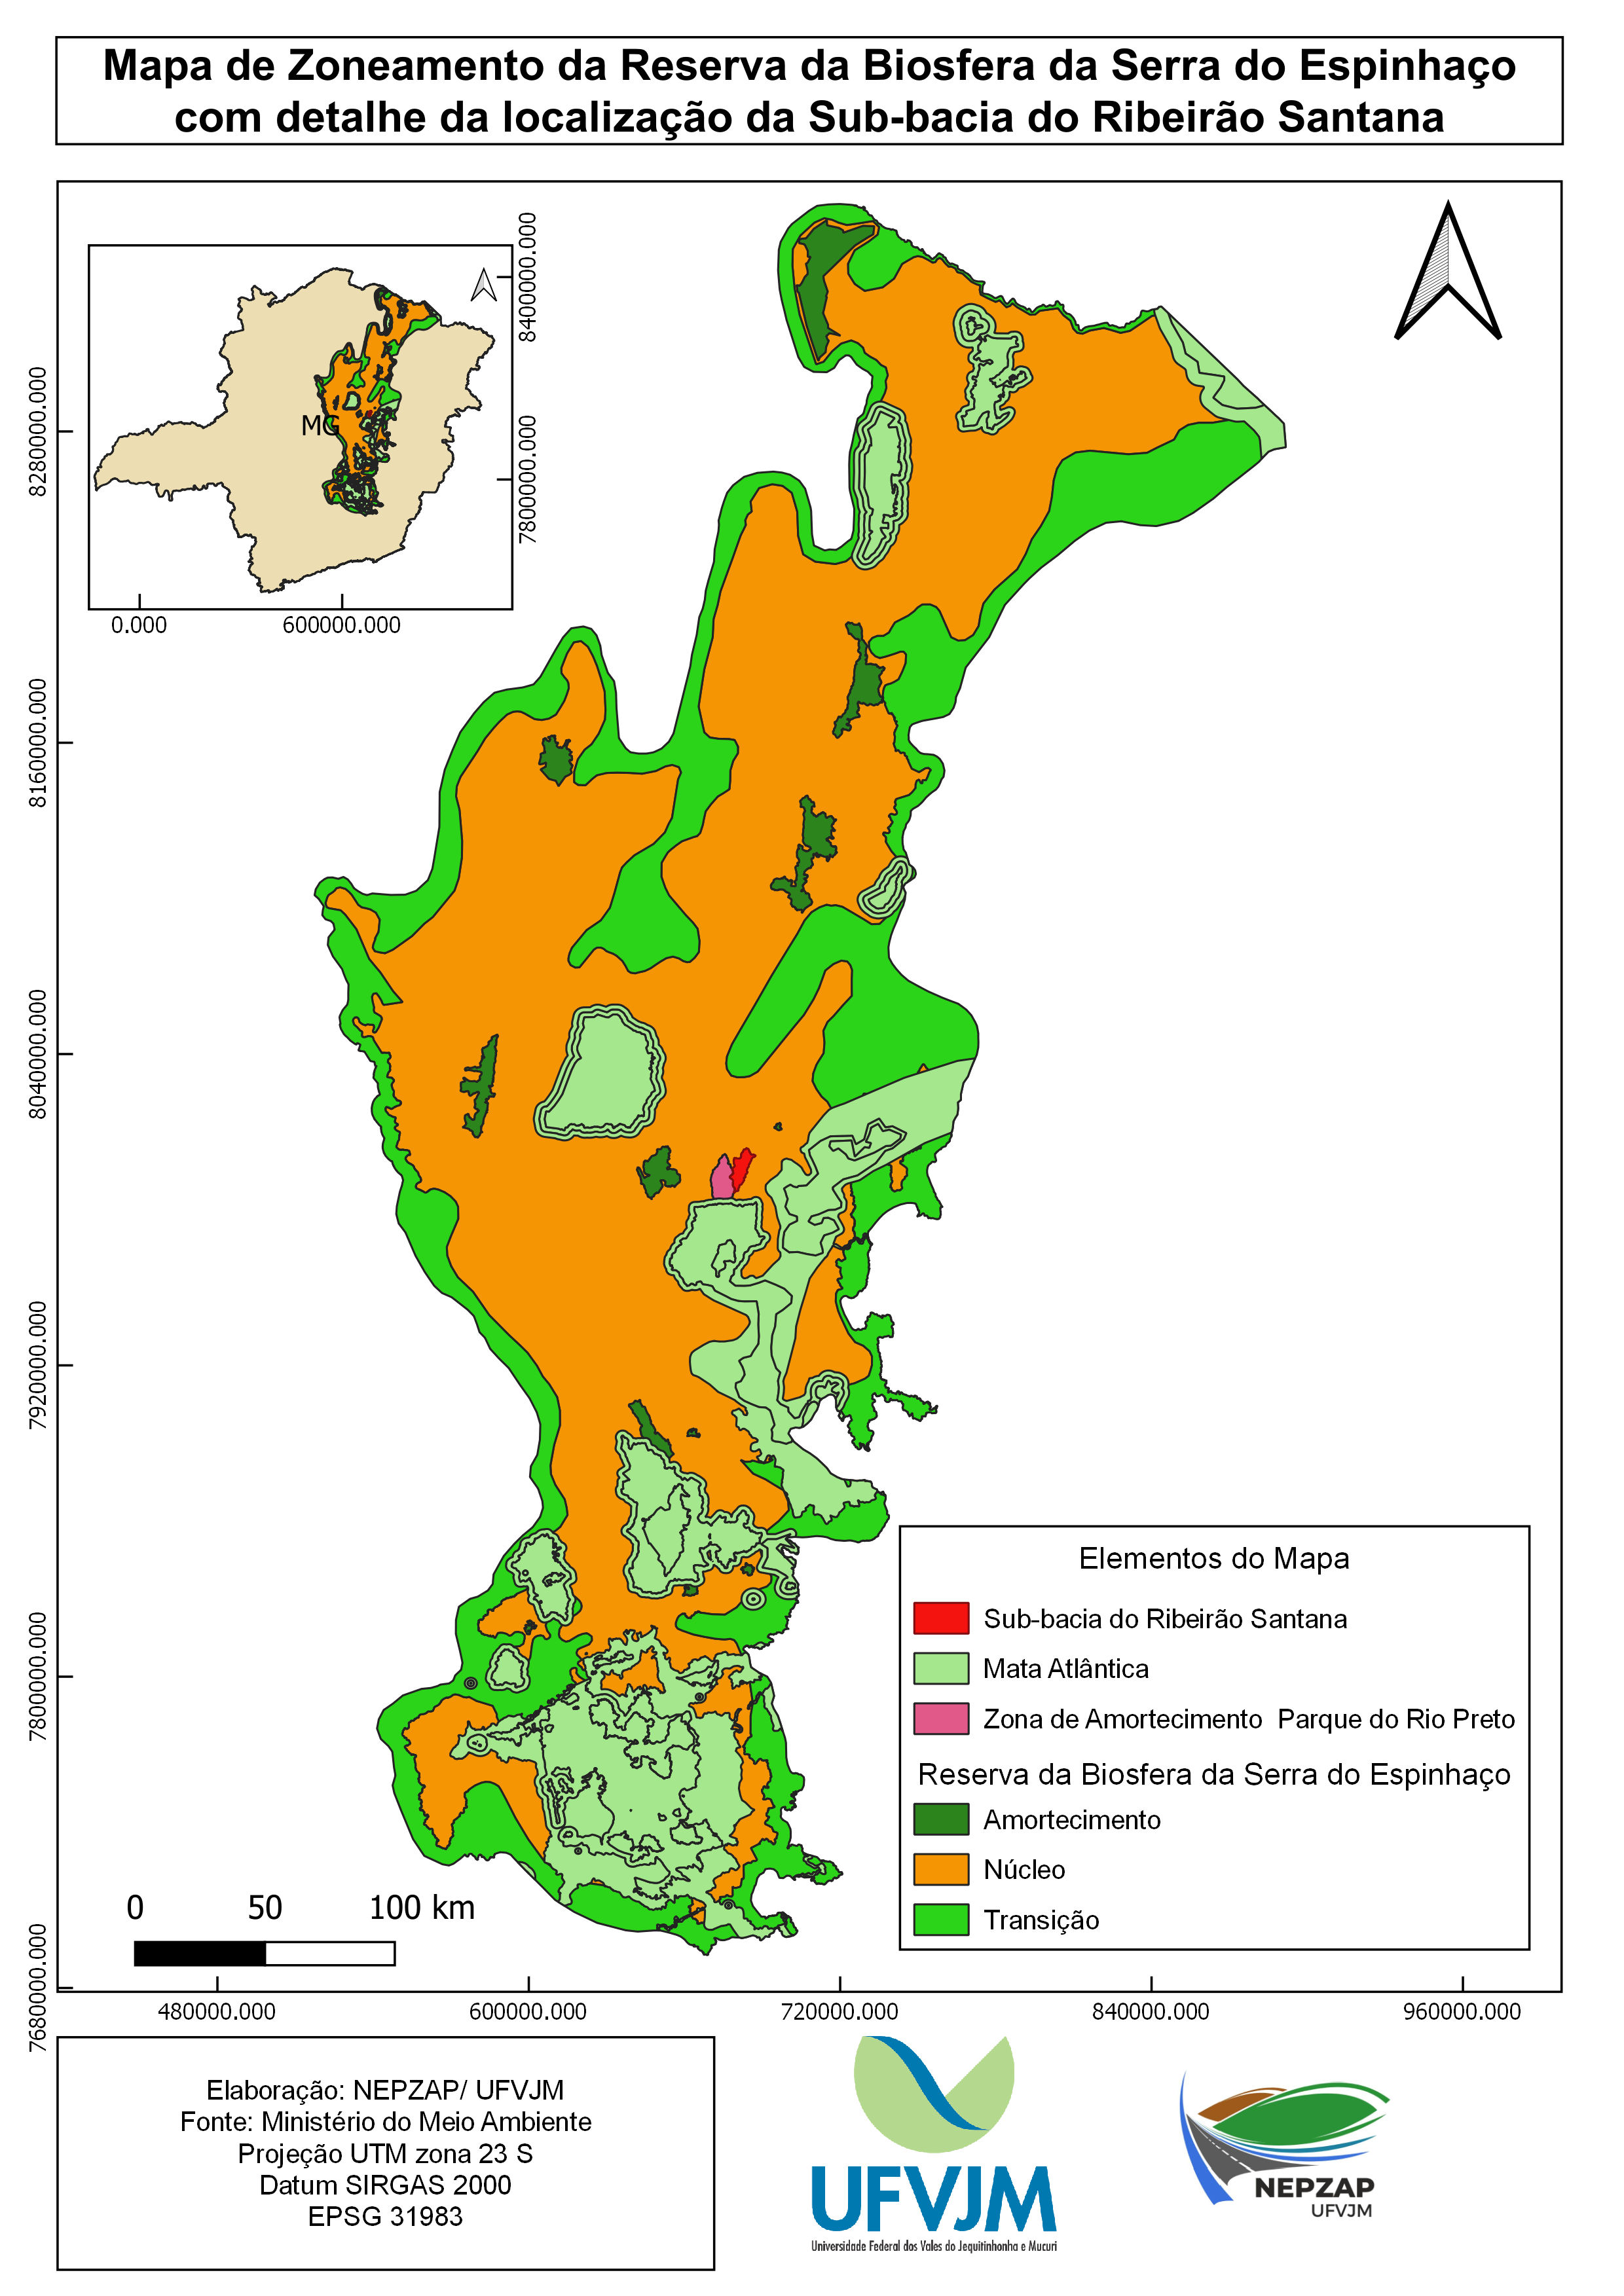 Mapa de Zoneamento da Reserva da Biosfera da Serra do Espinhaço
com detalhe da localização da Sub-bacia do Ribeirão Santana
8400000.000
7800000.000
MG
0.000
600000.000
8280000.000
8160000.000
8040000.000
7920000.000
7800000.000
7680000.000
Elementos do Mapa
Sub-bacia do Ribeirão Santana
Mata Atlântica
Zona de Amortecimento Parque do Rio Preto
Reserva da Biosfera da Serra do Espinhaço
Amortecimento
Núcleo
Transição
0 50 100 km
480000.000
600000.000
720000.000
840000.000
960000.000
Elaboração: NEPZAP/ UFVJM
Fonte: Ministério do Meio Ambiente
Projeção UTM zona 23 S
Datum SIRGAS 2000
EPSG 31983
UFVJM
Universidade Federal dos Vales do Jequitinhonha e Mucuri
NEPZAP
UFVJM